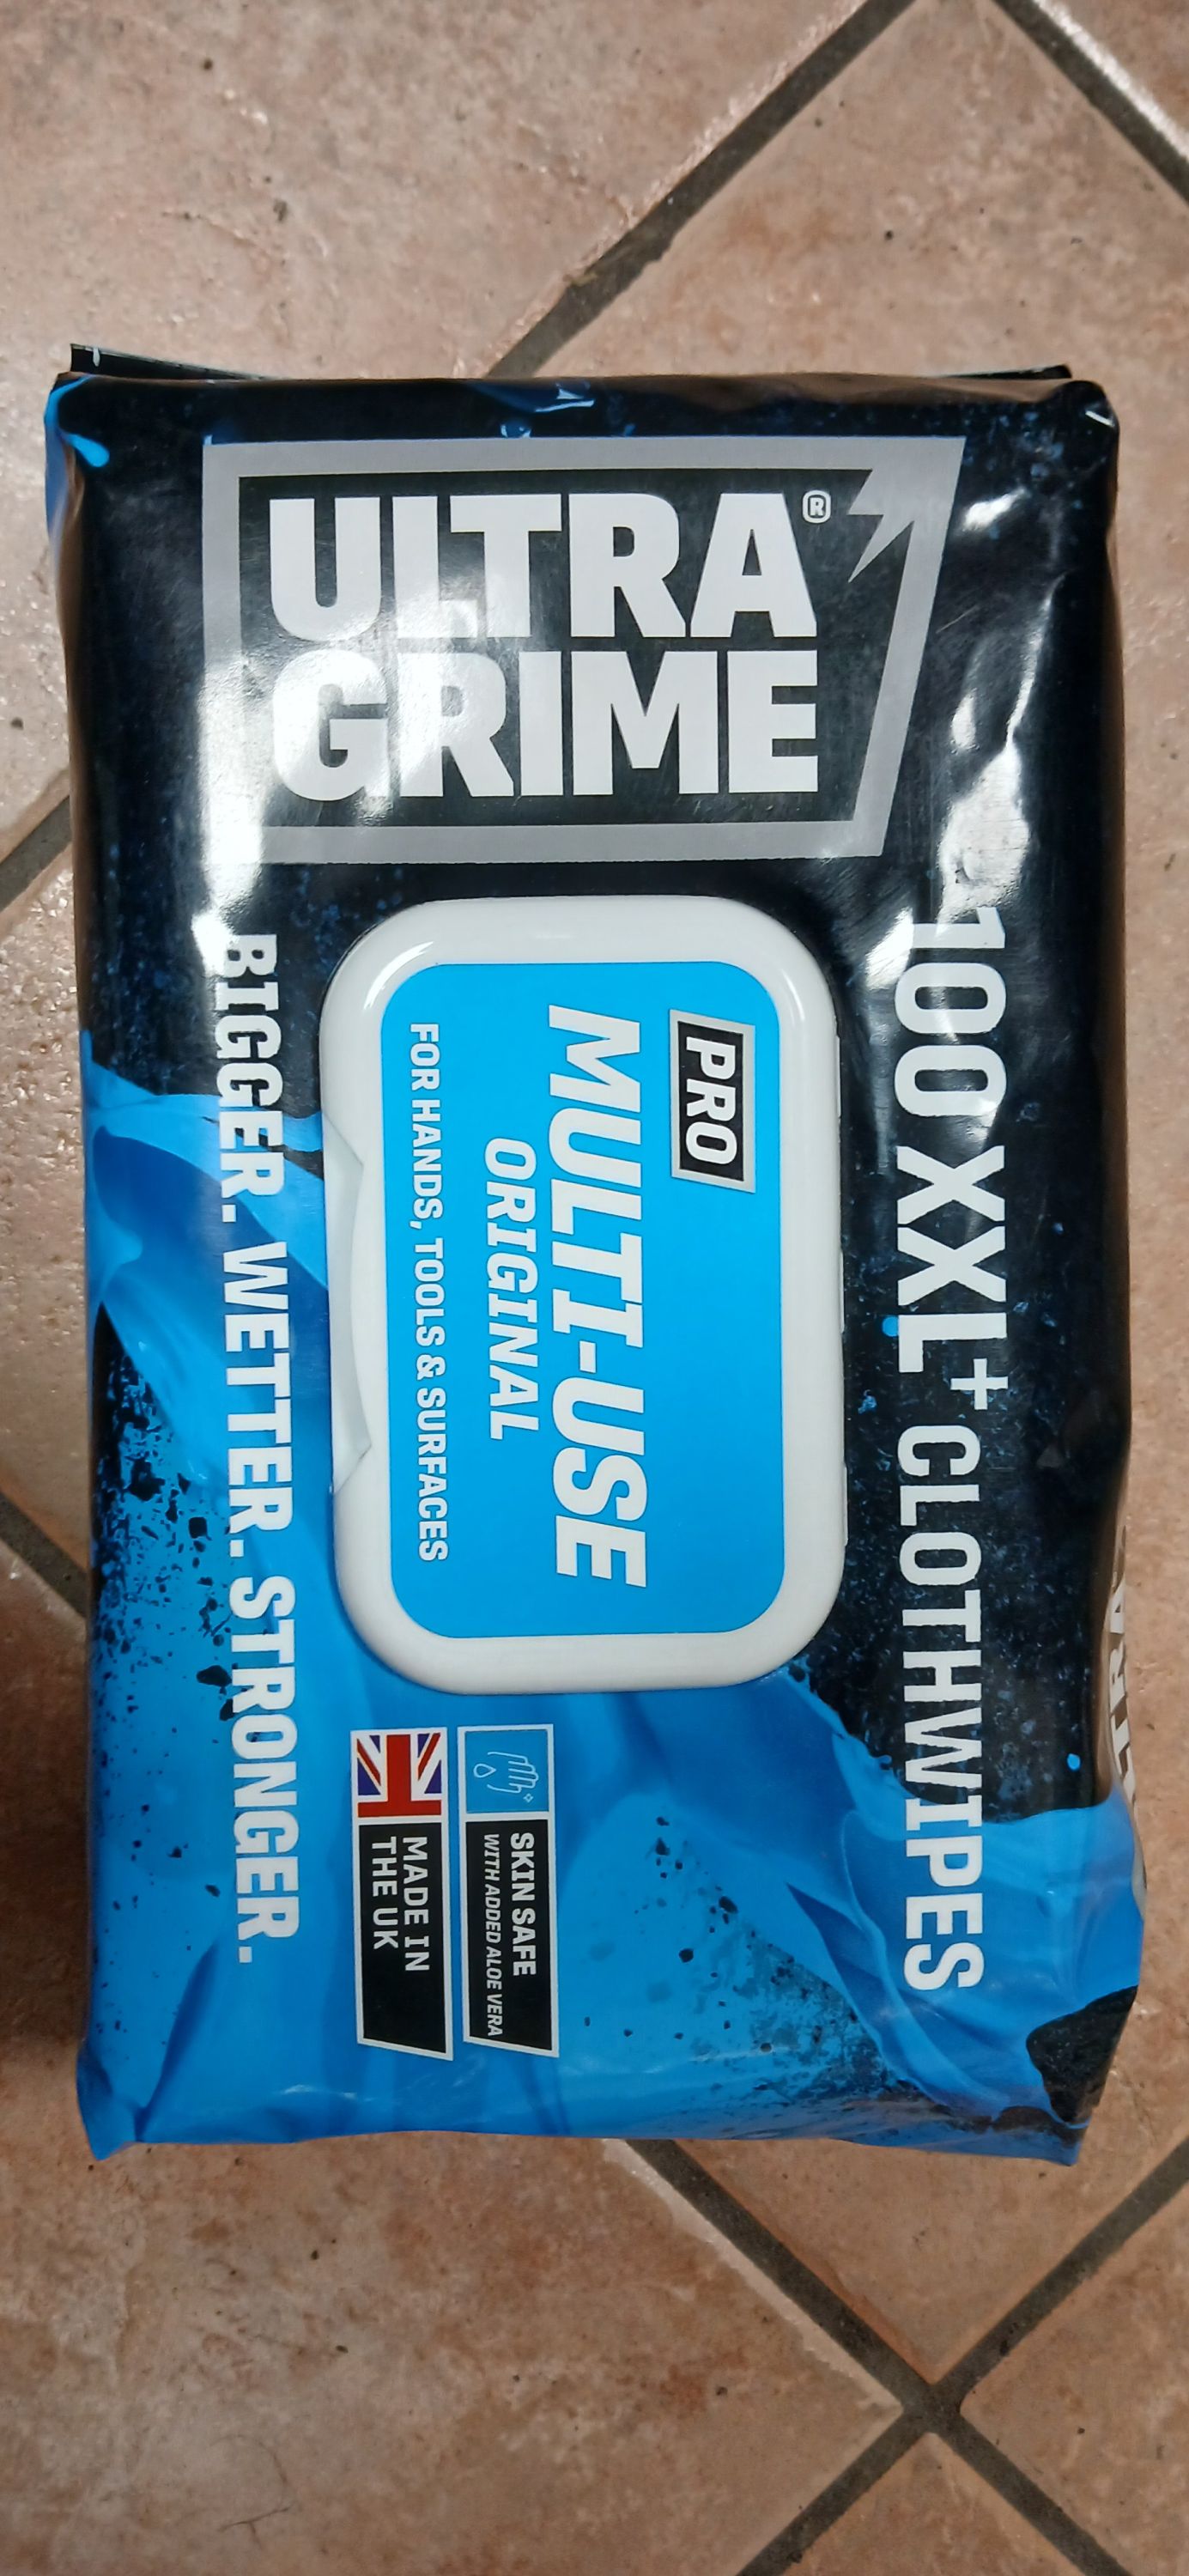 ULTRA®
GRIME
100 XXL+ CLOTHWIPES
PRO
MULTI-USE
ORIGINAL
FOR HANDS, TOOLS & SURFACES
SKIN SAFE
WITH ADDED ALOE VERA
MADE IN
THE UK
BIGGER. WETTER. STRONGER.